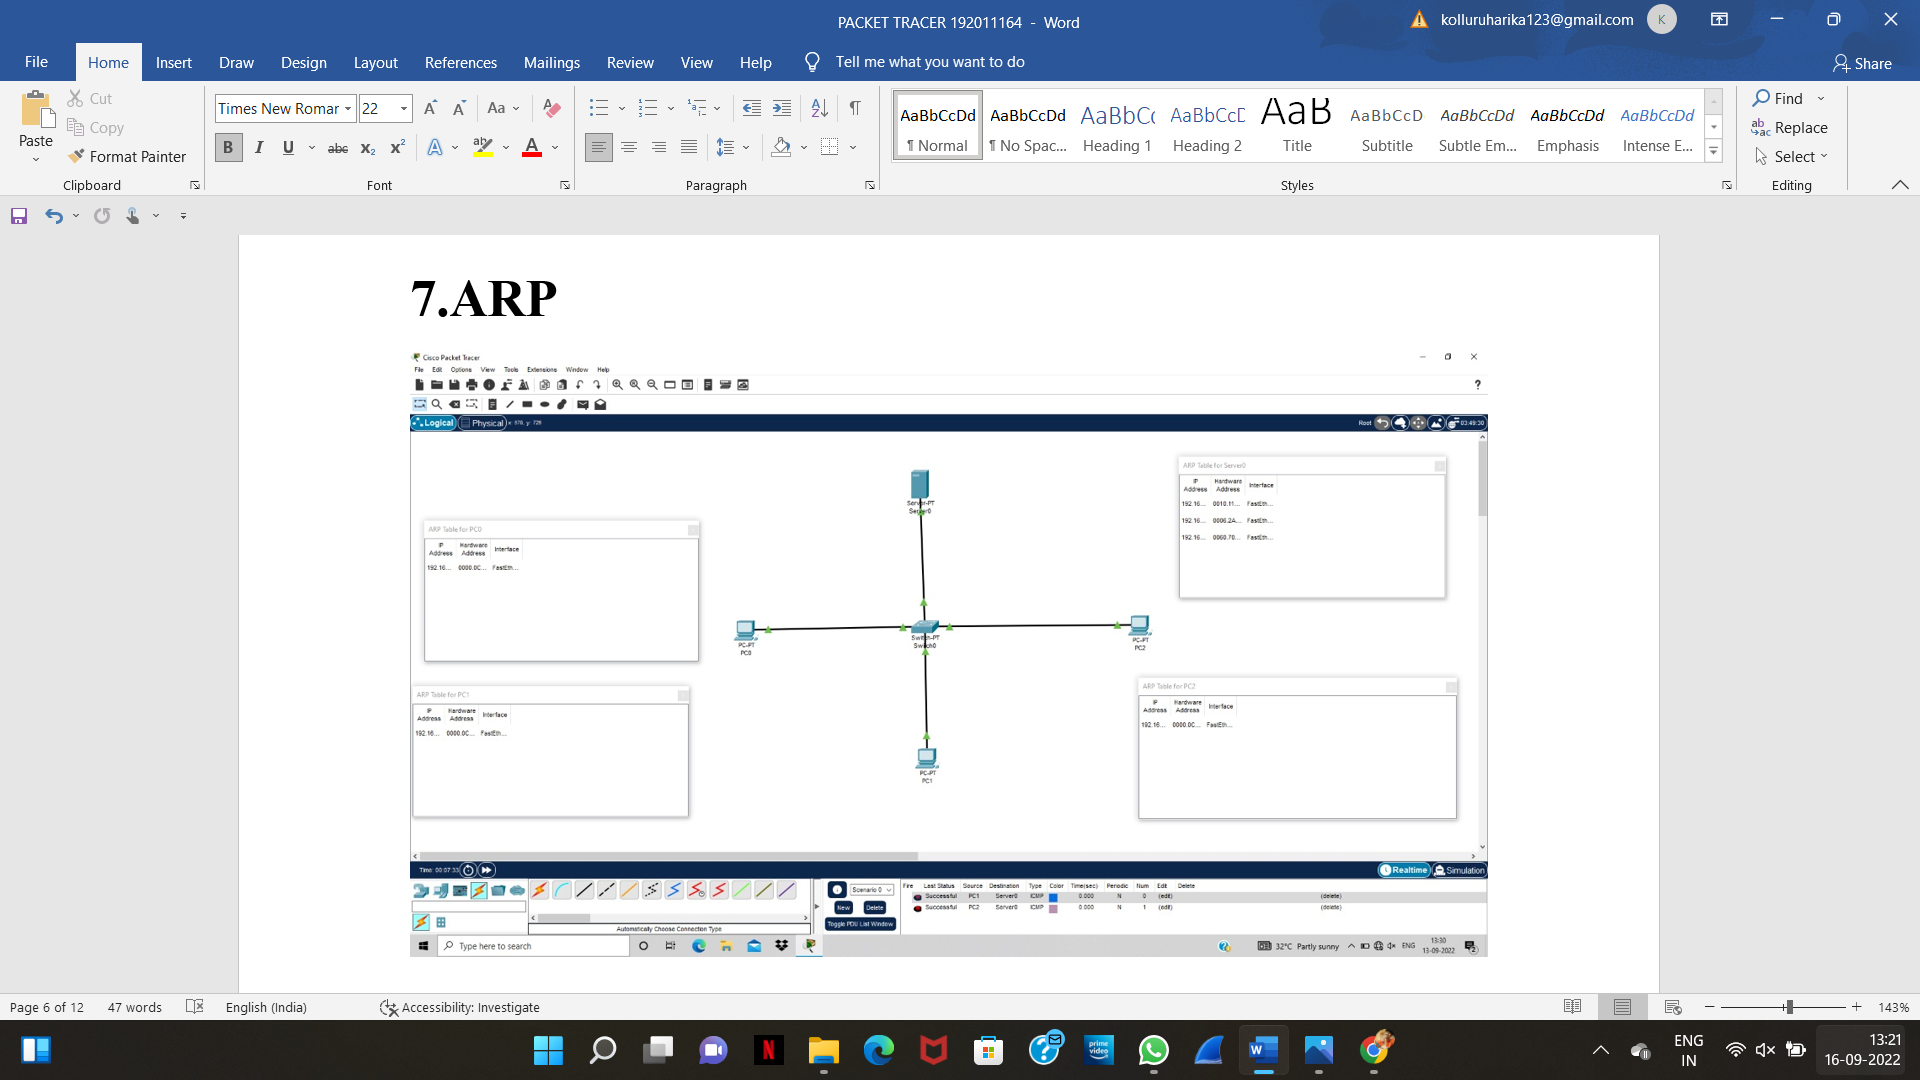 PACKET TRACER 192011164 - Word
kolluruharika123@gmail.com
K
File Home Insert Draw Design Layout References Mailings Review View Help Tell me what you want to do
Share
Paste
Cut
Copy
Format Painter
Clipboard
Times New Romar 22
Font
Paragraph
AaBbCcDd AaBbCcDd AaBbCc AaBbCcD AaB AaBbCcD AaBbCcDd AaBbCcDd AaBbCcDd
¶ Normal ¶ No Spac... Heading 1 Heading 2 Title Subtitle Subtle Em... Emphasis Intense E...
Styles
Find
Replace
Select
Editing
7.ARP
Cisco Packet Tracer
File Edit Options View Tools Extensions Window Help
Logical Physical x: 878, y: 728
Root 03:49:30
Server-PT
Server0
ARP Table for Server0
IP Address Hardware Address Interface
192.16... 0010.11... FastEth...
192.16... 0006.2A... FastEth...
192.16... 0060.70... FastEth...
ARP Table for PC0
IP Address Hardware Address Interface
192.16... 0000.0C... FastEth...
PC-PT
PC0
Switch-PT
Switch0
PC-PT
PC2
ARP Table for PC1
IP Address Hardware Address Interface
192.16... 0000.0C... FastEth...
ARP Table for PC2
IP Address Hardware Address Interface
192.16... 0000.0C... FastEth...
PC-PT
PC1
Time: 00:07:33
Realtime Simulation
Scenario 0
New Delete
Toggle PDU List Window
Fire Last Status Source Destination Type Color Time(sec) Periodic Num Edit Delete
Successful PC1 Server0 ICMP 0.000 N 0 (edit) (delete)
Successful PC2 Server0 ICMP 0.000 N 1 (edit) (delete)
Automatically Choose Connection Type
Type here to search
32°C Partly sunny ENG 13:30 13-09-2022
Page 6 of 12 47 words English (India) Accessibility: Investigate
143%
prime video
ENG
IN
13:21
16-09-2022